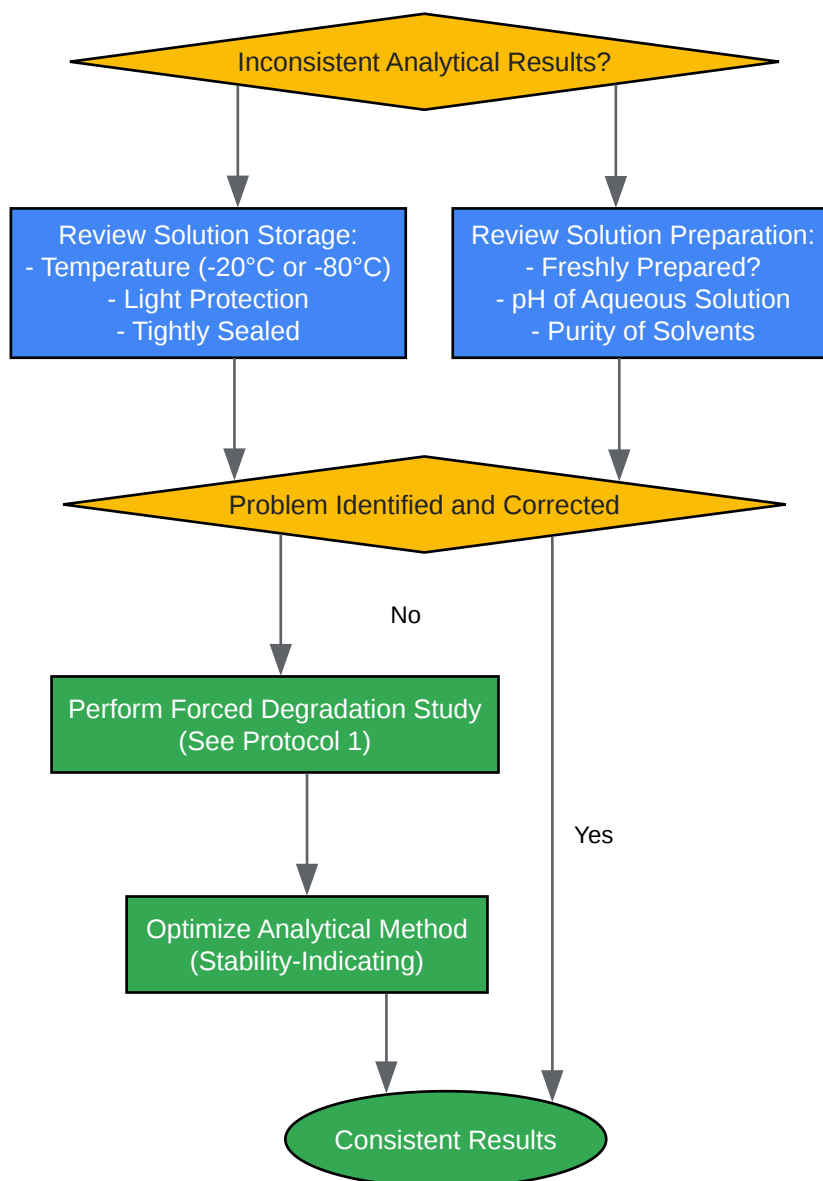 Inconsistent Analytical Results?
Review Solution Storage:
- Temperature (-20°C or -80°C)
- Light Protection
- Tightly Sealed
Review Solution Preparation:
- Freshly Prepared?
- pH of Aqueous Solution
- Purity of Solvents
Problem Identified and Corrected
No
Perform Forced Degradation Study
(See Protocol 1)
Yes
Optimize Analytical Method
(Stability-Indicating)
Consistent Results